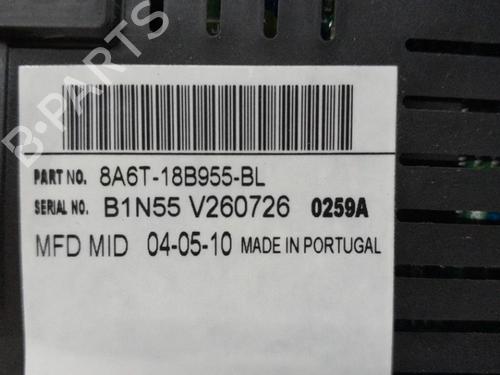 B-PARTS
PART NO. 8A6T-18B955-BL
SERIAL NO. B1N55 V260726 0259A
MFD MID 04-05-10 MADE IN PORTUGAL